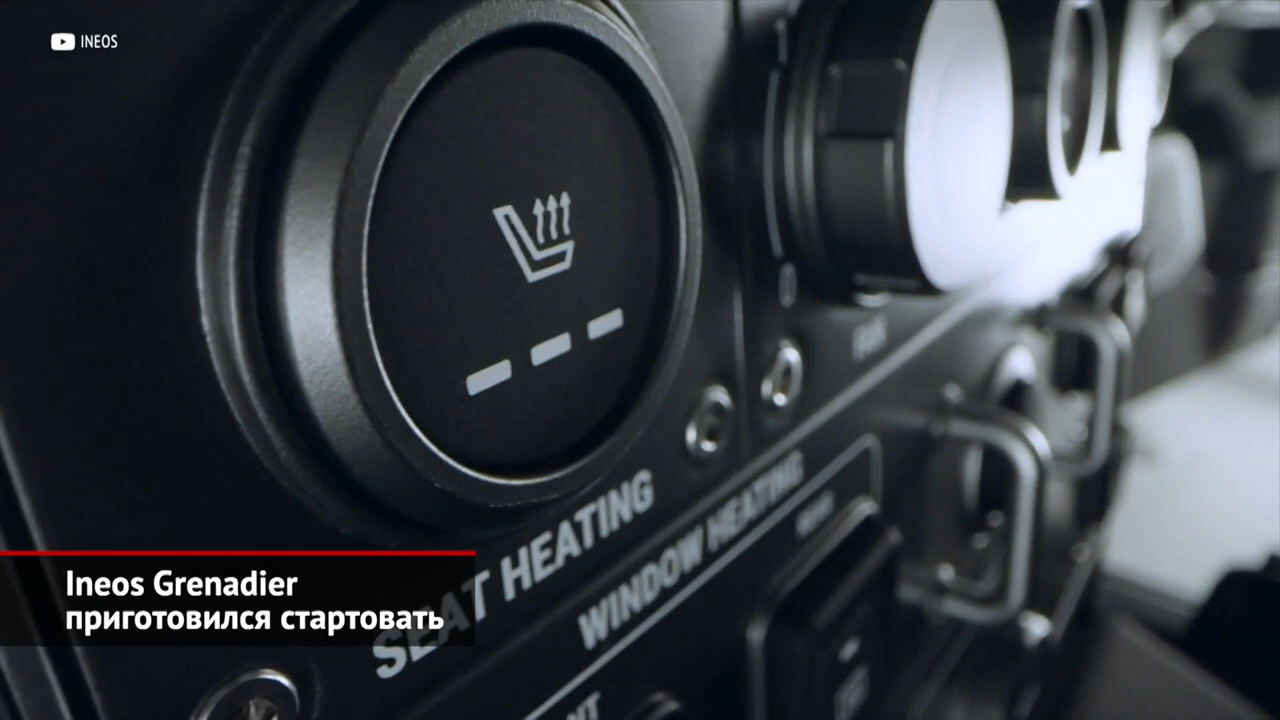 INEOS
SEAT HEATING
WINDOW HEATING
Ineos Grenadier
приготовился стартовать